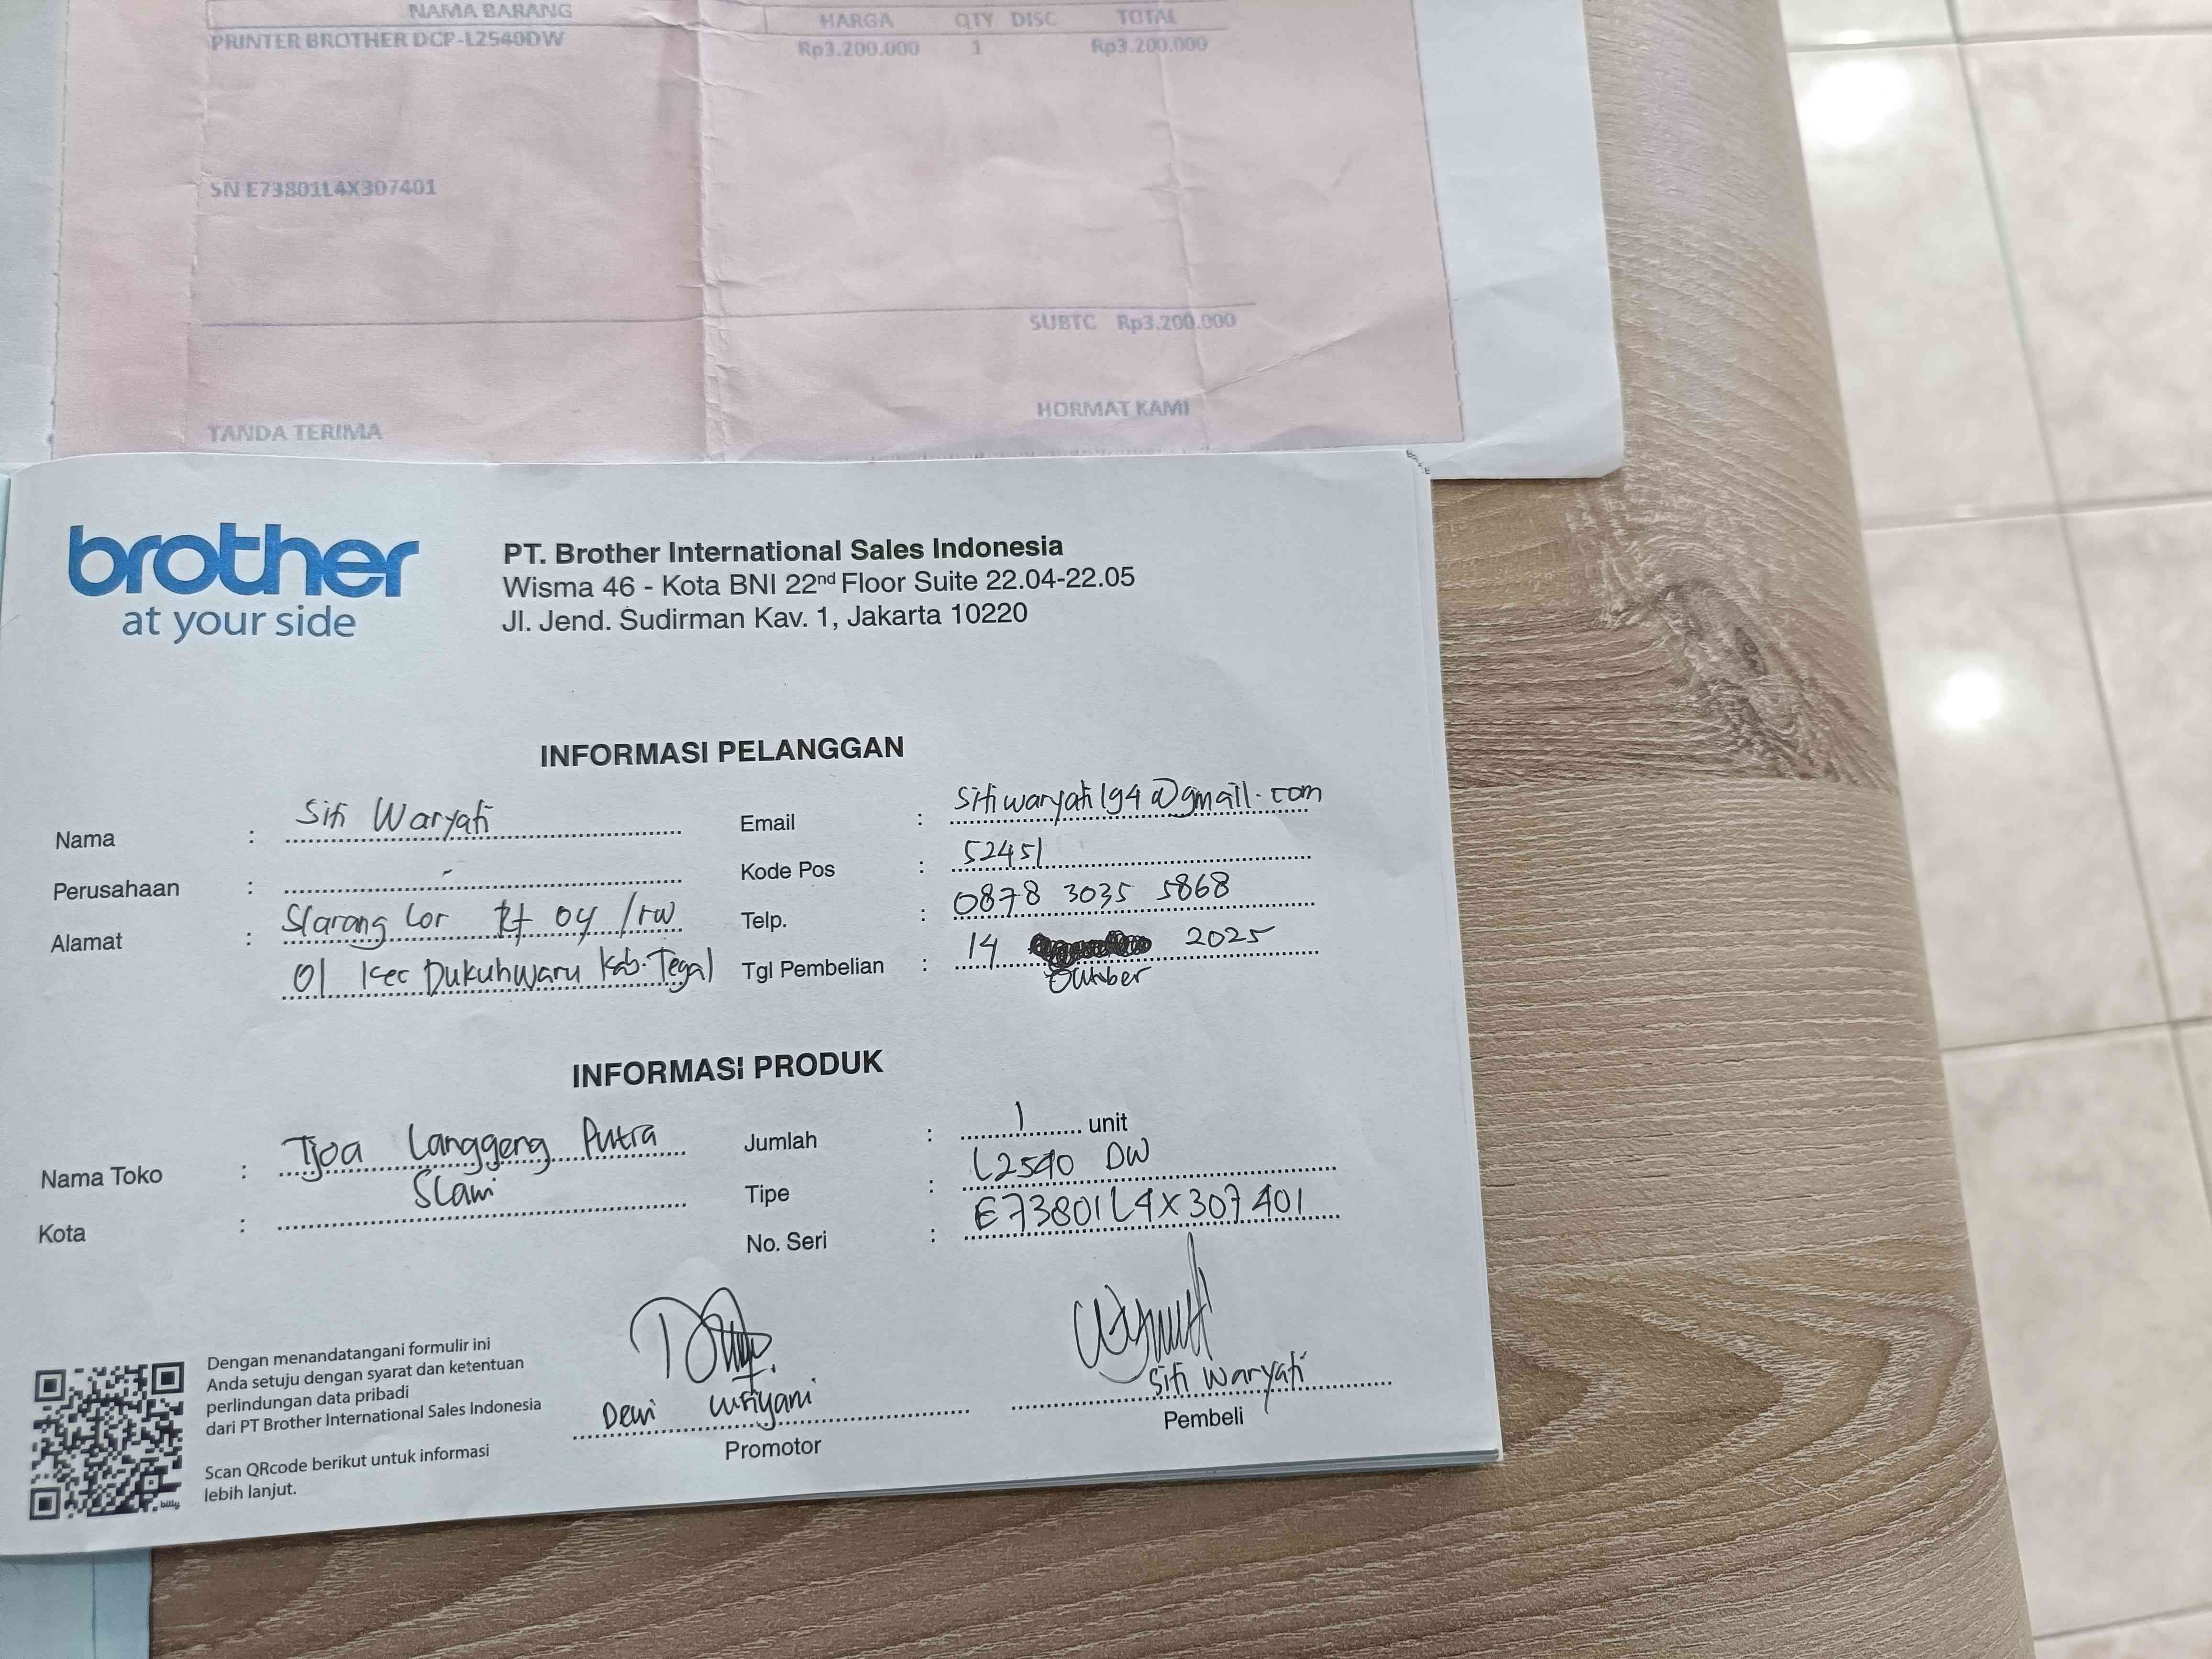 NAMA BARANG HARGA QTY DISC TOTAL
PRINTER BROTHER DCP-L2540DW Rp3.200.000 1 Rp3.200.000
SN E73801L4X307401
SUBTC Rp3.200.000
TANDA TERIMA HORMAT KAMI
brother
at your side
PT. Brother International Sales Indonesia
Wisma 46 - Kota BNI 22nd Floor Suite 22.04-22.05
Jl. Jend. Sudirman Kav. 1, Jakarta 10220
INFORMASI PELANGGAN
Nama : Siti Waryati
Perusahaan : -
Alamat : Slarang Lor Rt 04 /rw
01 Kec Dukuhwaru Kab. Tegal
Email : sitiwaryati194@gmail.com
Kode Pos : 52451
Telp. : 0878 3035 5868
Tgl Pembelian : 14 2025
Oktober
INFORMASI PRODUK
Nama Toko : Tjoa Langgeng Putra
Kota : Slawi
Jumlah : 1 unit
Tipe : L2540 DW
No. Seri : E73801L4X307401
Dengan menandatangani formulir ini
Anda setuju dengan syarat dan ketentuan
perlindungan data pribadi
dari PT Brother International Sales Indonesia
Scan QRcode berikut untuk informasi
lebih lanjut.
billy
Dewi
Promotor
Siti Waryati
Pembeli